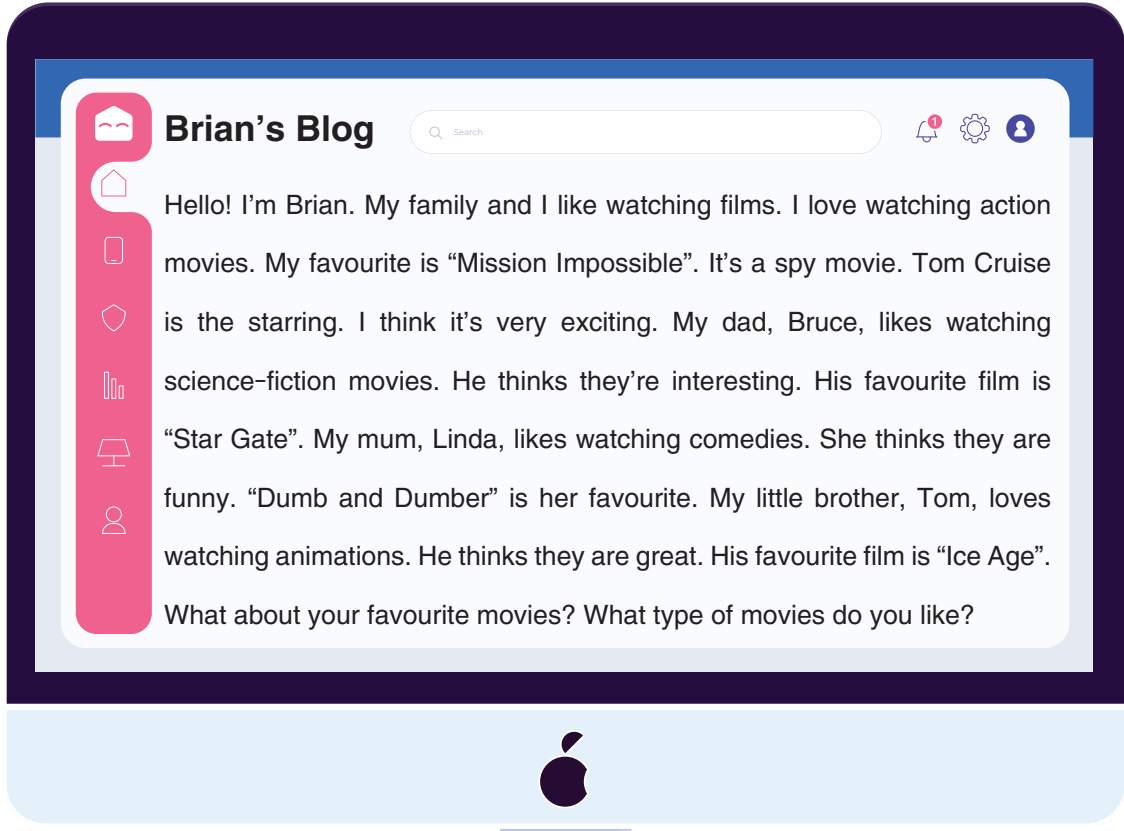 Brian’s Blog
Search
1
Hello! I’m Brian. My family and I like watching films. I love watching action
movies. My favourite is “Mission Impossible”. It’s a spy movie. Tom Cruise
is the starring. I think it’s very exciting. My dad, Bruce, likes watching
science-fiction movies. He thinks they’re interesting. His favourite film is
“Star Gate”. My mum, Linda, likes watching comedies. She thinks they are
funny. “Dumb and Dumber” is her favourite. My little brother, Tom, loves
watching animations. He thinks they are great. His favourite film is “Ice Age”.
What about your favourite movies? What type of movies do you like?